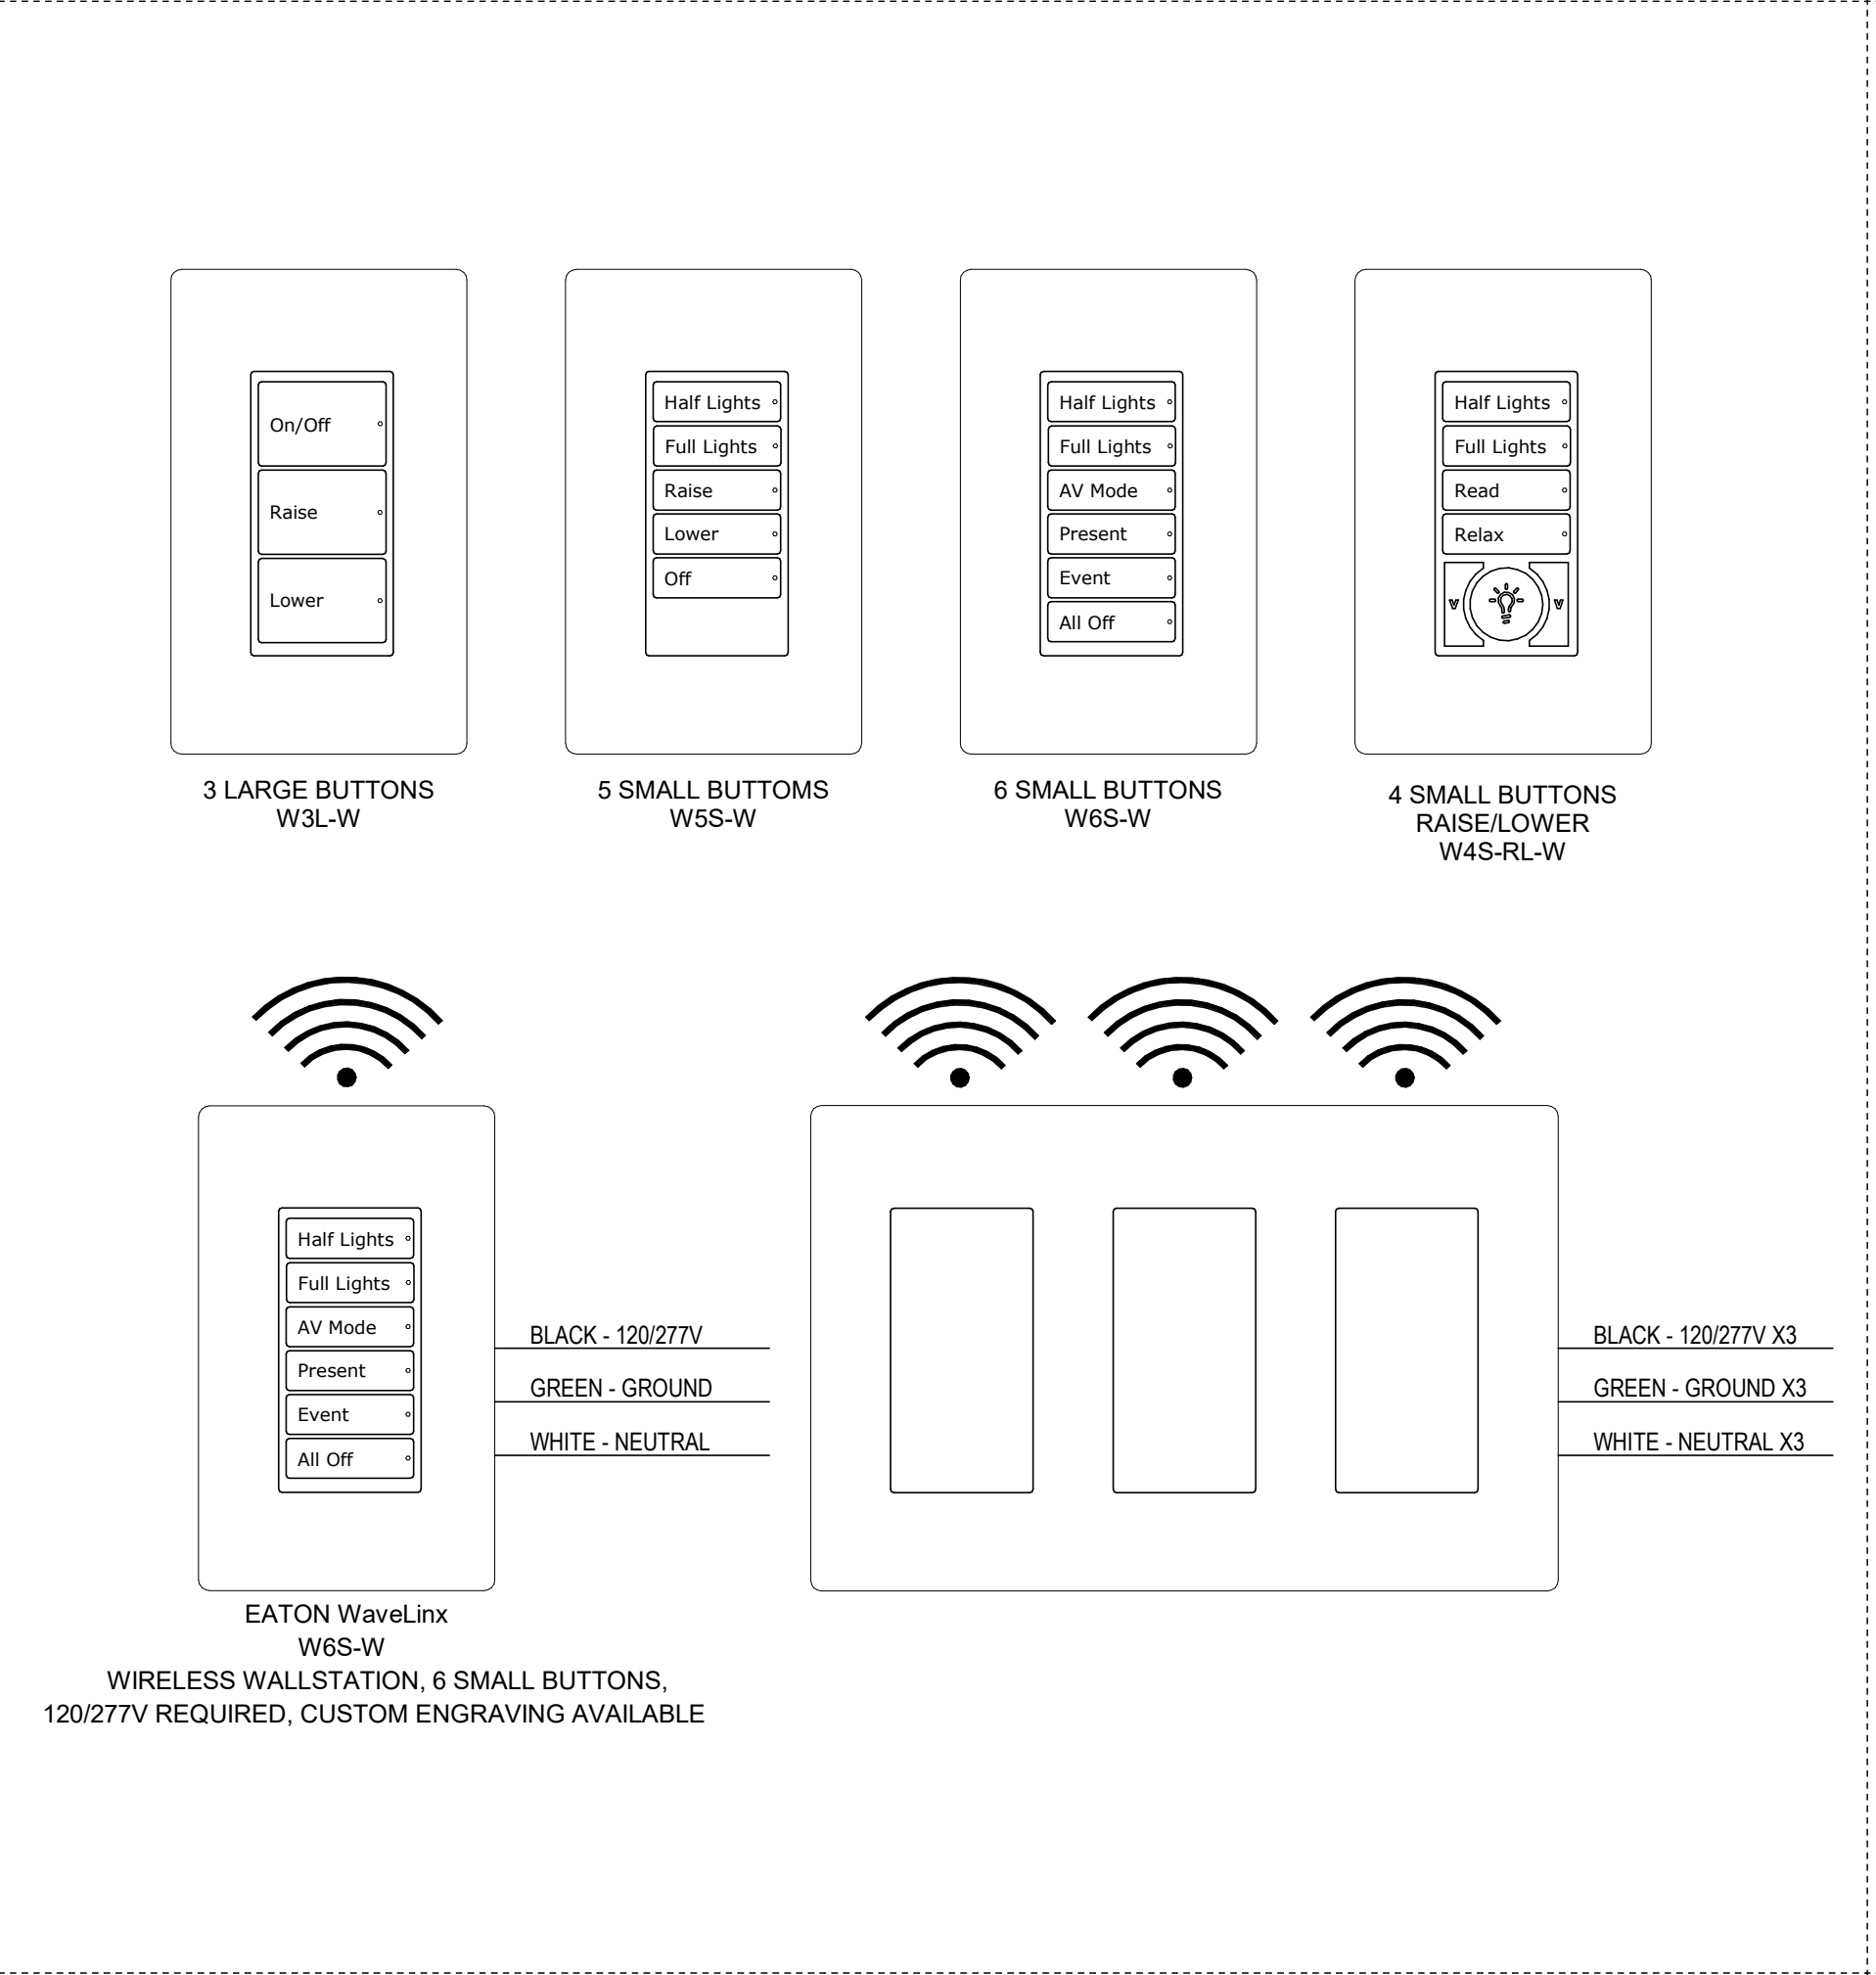 On/Off
Raise
Lower
Half Lights
Full Lights
Raise
Lower
Off
Half Lights
Full Lights
AV Mode
Present
Event
All Off
Half Lights
Full Lights
Read
Relax
V
V
3 LARGE BUTTONS
W3L-W
5 SMALL BUTTOMS
W5S-W
6 SMALL BUTTONS
W6S-W
4 SMALL BUTTONS
RAISE/LOWER
W4S-RL-W
Half Lights
Full Lights
AV Mode
Present
Event
All Off
BLACK - 120/277V
GREEN - GROUND
WHITE - NEUTRAL
BLACK - 120/277V X3
GREEN - GROUND X3
WHITE - NEUTRAL X3
EATON WaveLinx
W6S-W
WIRELESS WALLSTATION, 6 SMALL BUTTONS,
120/277V REQUIRED, CUSTOM ENGRAVING AVAILABLE